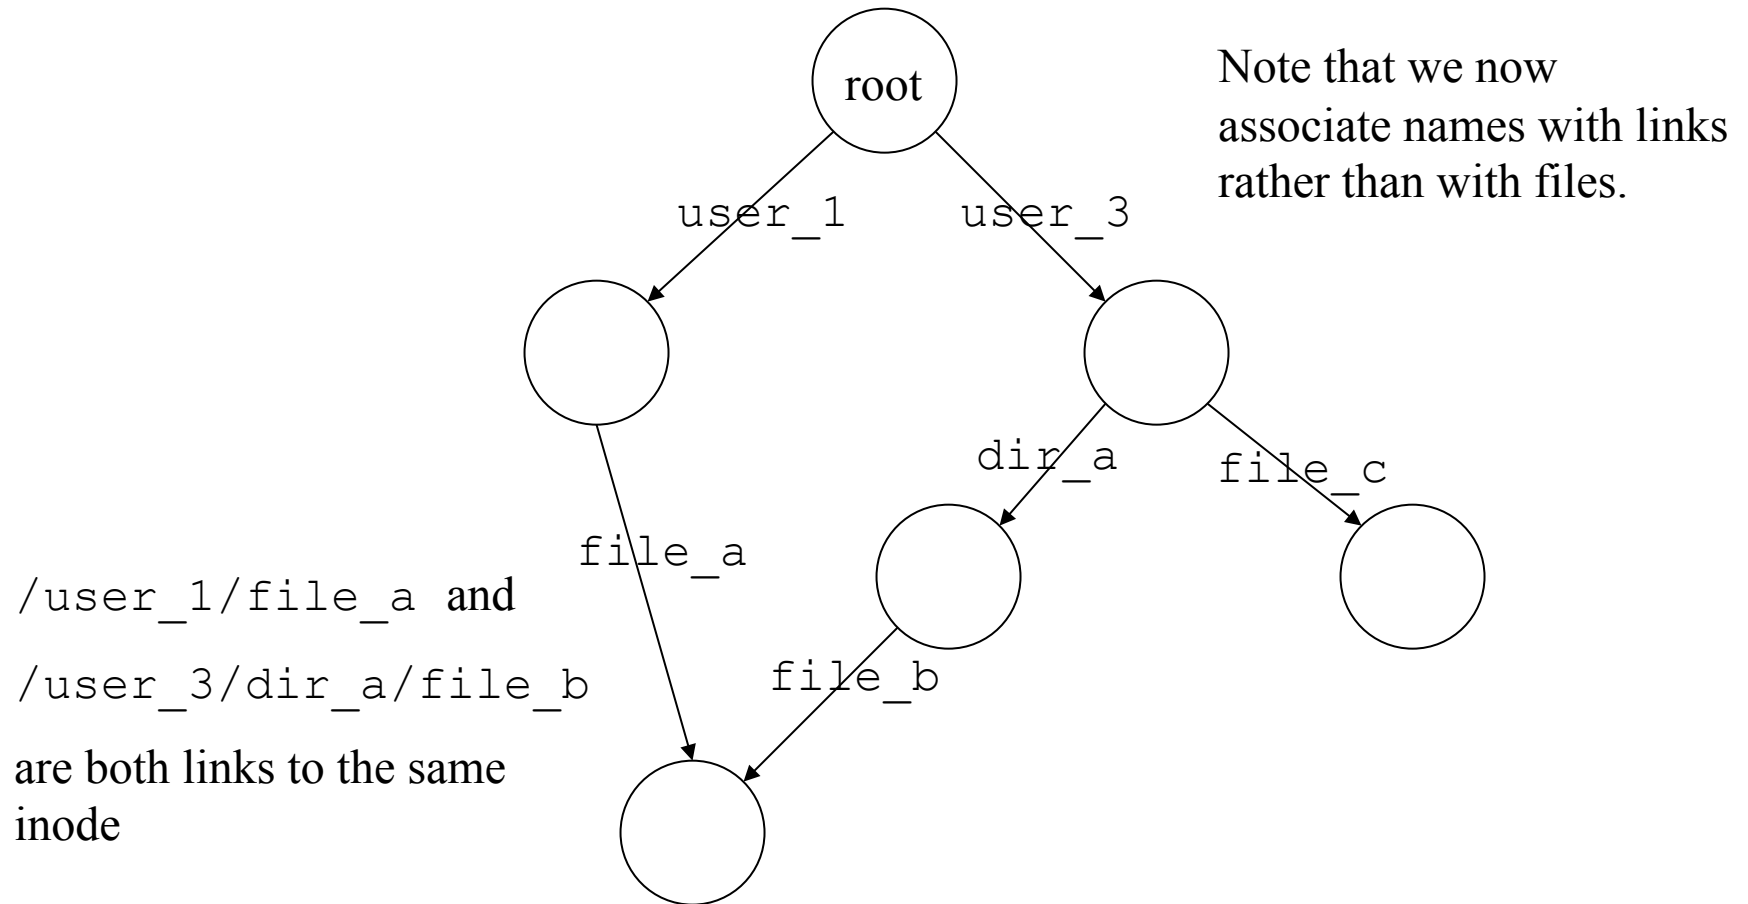 root
Note that we now
associate names with links
rather than with files.
user_1
user_3
dir_a
file_c
file_a
/user_1/file_a and
/user_3/dir_a/file_b
file_b
are both links to the same
inode